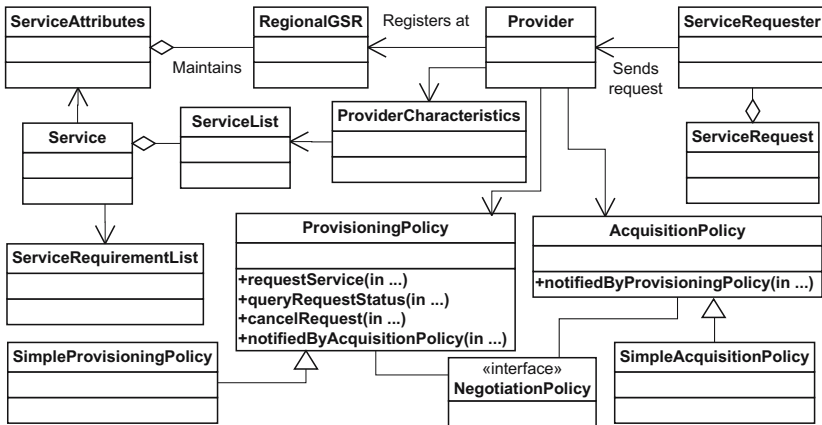 ServiceAttributes
RegionalGSR
Registers at
Provider
ServiceRequester
Maintains
Sends
request
Service
ServiceList
ProviderCharacteristics
ServiceRequest
ServiceRequirementList
ProvisioningPolicy
+requestService(in ...)
+queryRequestStatus(in ...)
+cancelRequest(in ...)
+notifiedByAcquisitionPolicy(in ...)
AcquisitionPolicy
+notifiedByProvisioningPolicy(in ...)
SimpleProvisioningPolicy
«interface»
NegotiationPolicy
SimpleAcquisitionPolicy